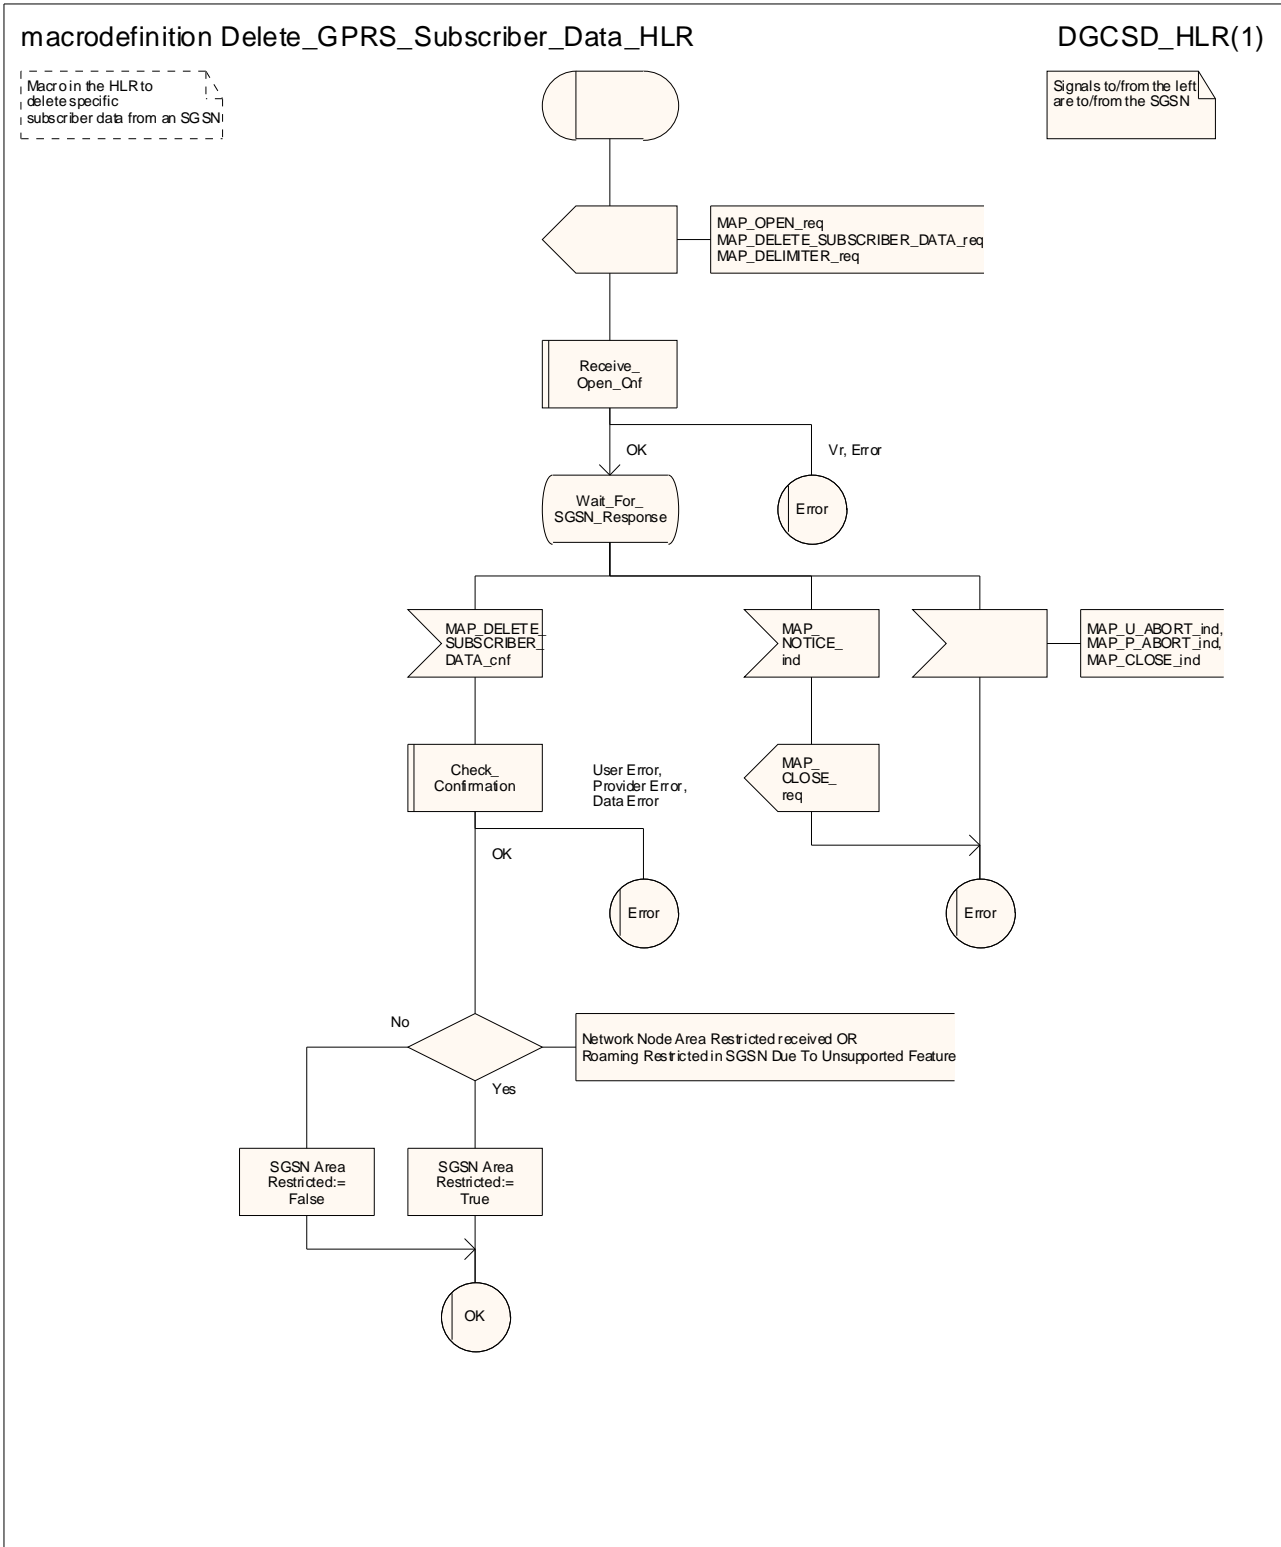 macrodefinition Delete_GPRS_Subscriber_Data_HLR
DGCSD_HLR(1)
Macro in the HLR to
delete specific
subscriber data from an SGSN
Signals to/from the left
are to/from the SGSN
MAP_OPEN_req
MAP_DELETE_SUBSCRIBER_DATA_req
MAP_DELIMITER_req
Receive_
Open_Cnf
OK
Vr, Error
Wait_For_
SGSN_Response
Error
MAP_DELETE_
SUBSCRIBER_
DATA_cnf
MAP_
NOTICE_
ind
MAP_U_ABORT_ind,
MAP_P_ABORT_ind,
MAP_CLOSE_ind
Check_
Confirmation
User Error,
Provider Error,
Data Error
MAP_
CLOSE_
req
OK
Error
Error
No
Network Node Area Restricted received OR
Roaming Restricted in SGSN Due To Unsupported Feature
Yes
SGSN Area
Restricted:=
False
SGSN Area
Restricted:=
True
OK